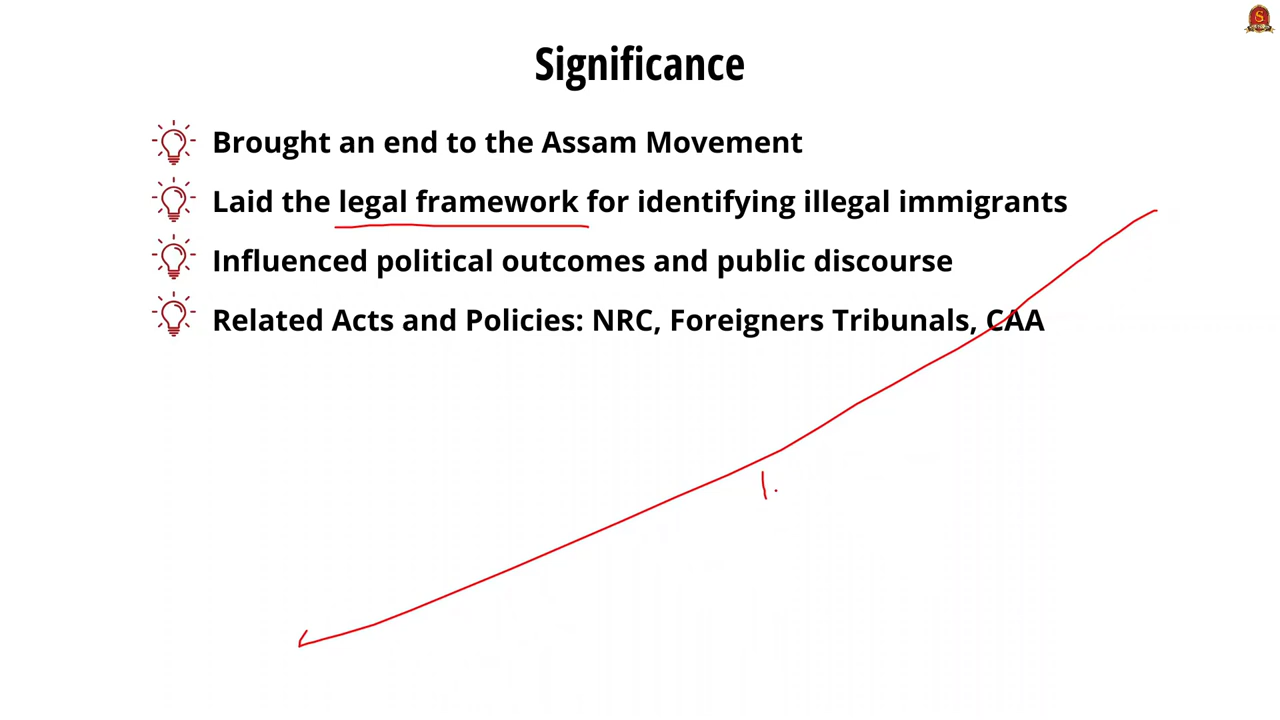 Significance
Brought an end to the Assam Movement
Laid the legal framework for identifying illegal immigrants
Influenced political outcomes and public discourse
Related Acts and Policies: NRC, Foreigners Tribunals, CAA
1.